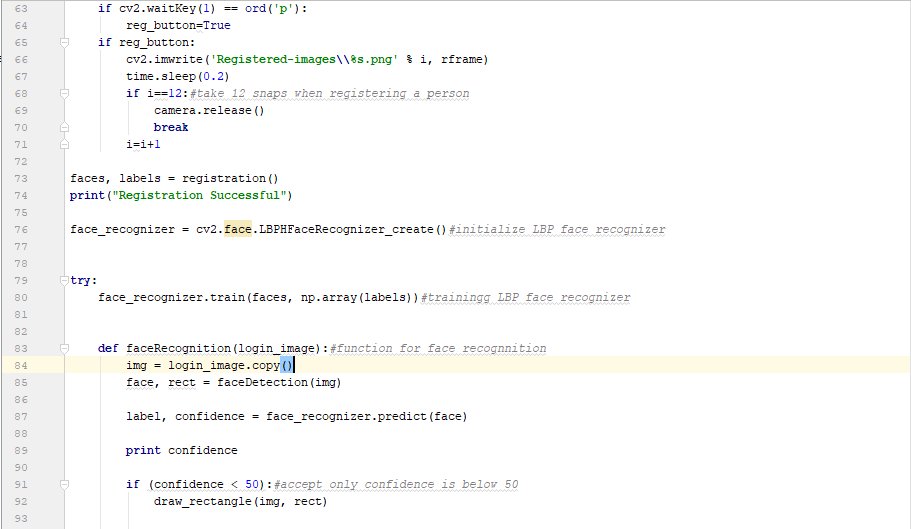 63 if cv2.waitKey(1) == ord('p'):
64 reg_button=True
65 if reg_button:
66 cv2.imwrite('Registered-images\\%s.png' % i, rframe)
67 time.sleep(0.2)
68 if i==12:#take 12 snaps when registering a person
69 camera.release()
70 break
71 i=i+1
72
73 faces, labels = registration()
74 print("Registration Successful")
75
76 face_recognizer = cv2.face.LBPHFaceRecognizer_create()#initialize LBP face recognizer
77
78
79 try:
80 face_recognizer.train(faces, np.array(labels))#trainingg LBP face recognizer
81
82
83 def faceRecognition(login_image):#function for face recognnition
84 img = login_image.copy()
85 face, rect = faceDetection(img)
86
87 label, confidence = face_recognizer.predict(face)
88
89 print confidence
90
91 if (confidence < 50):#accept only confidence is below 50
92 draw_rectangle(img, rect)
93